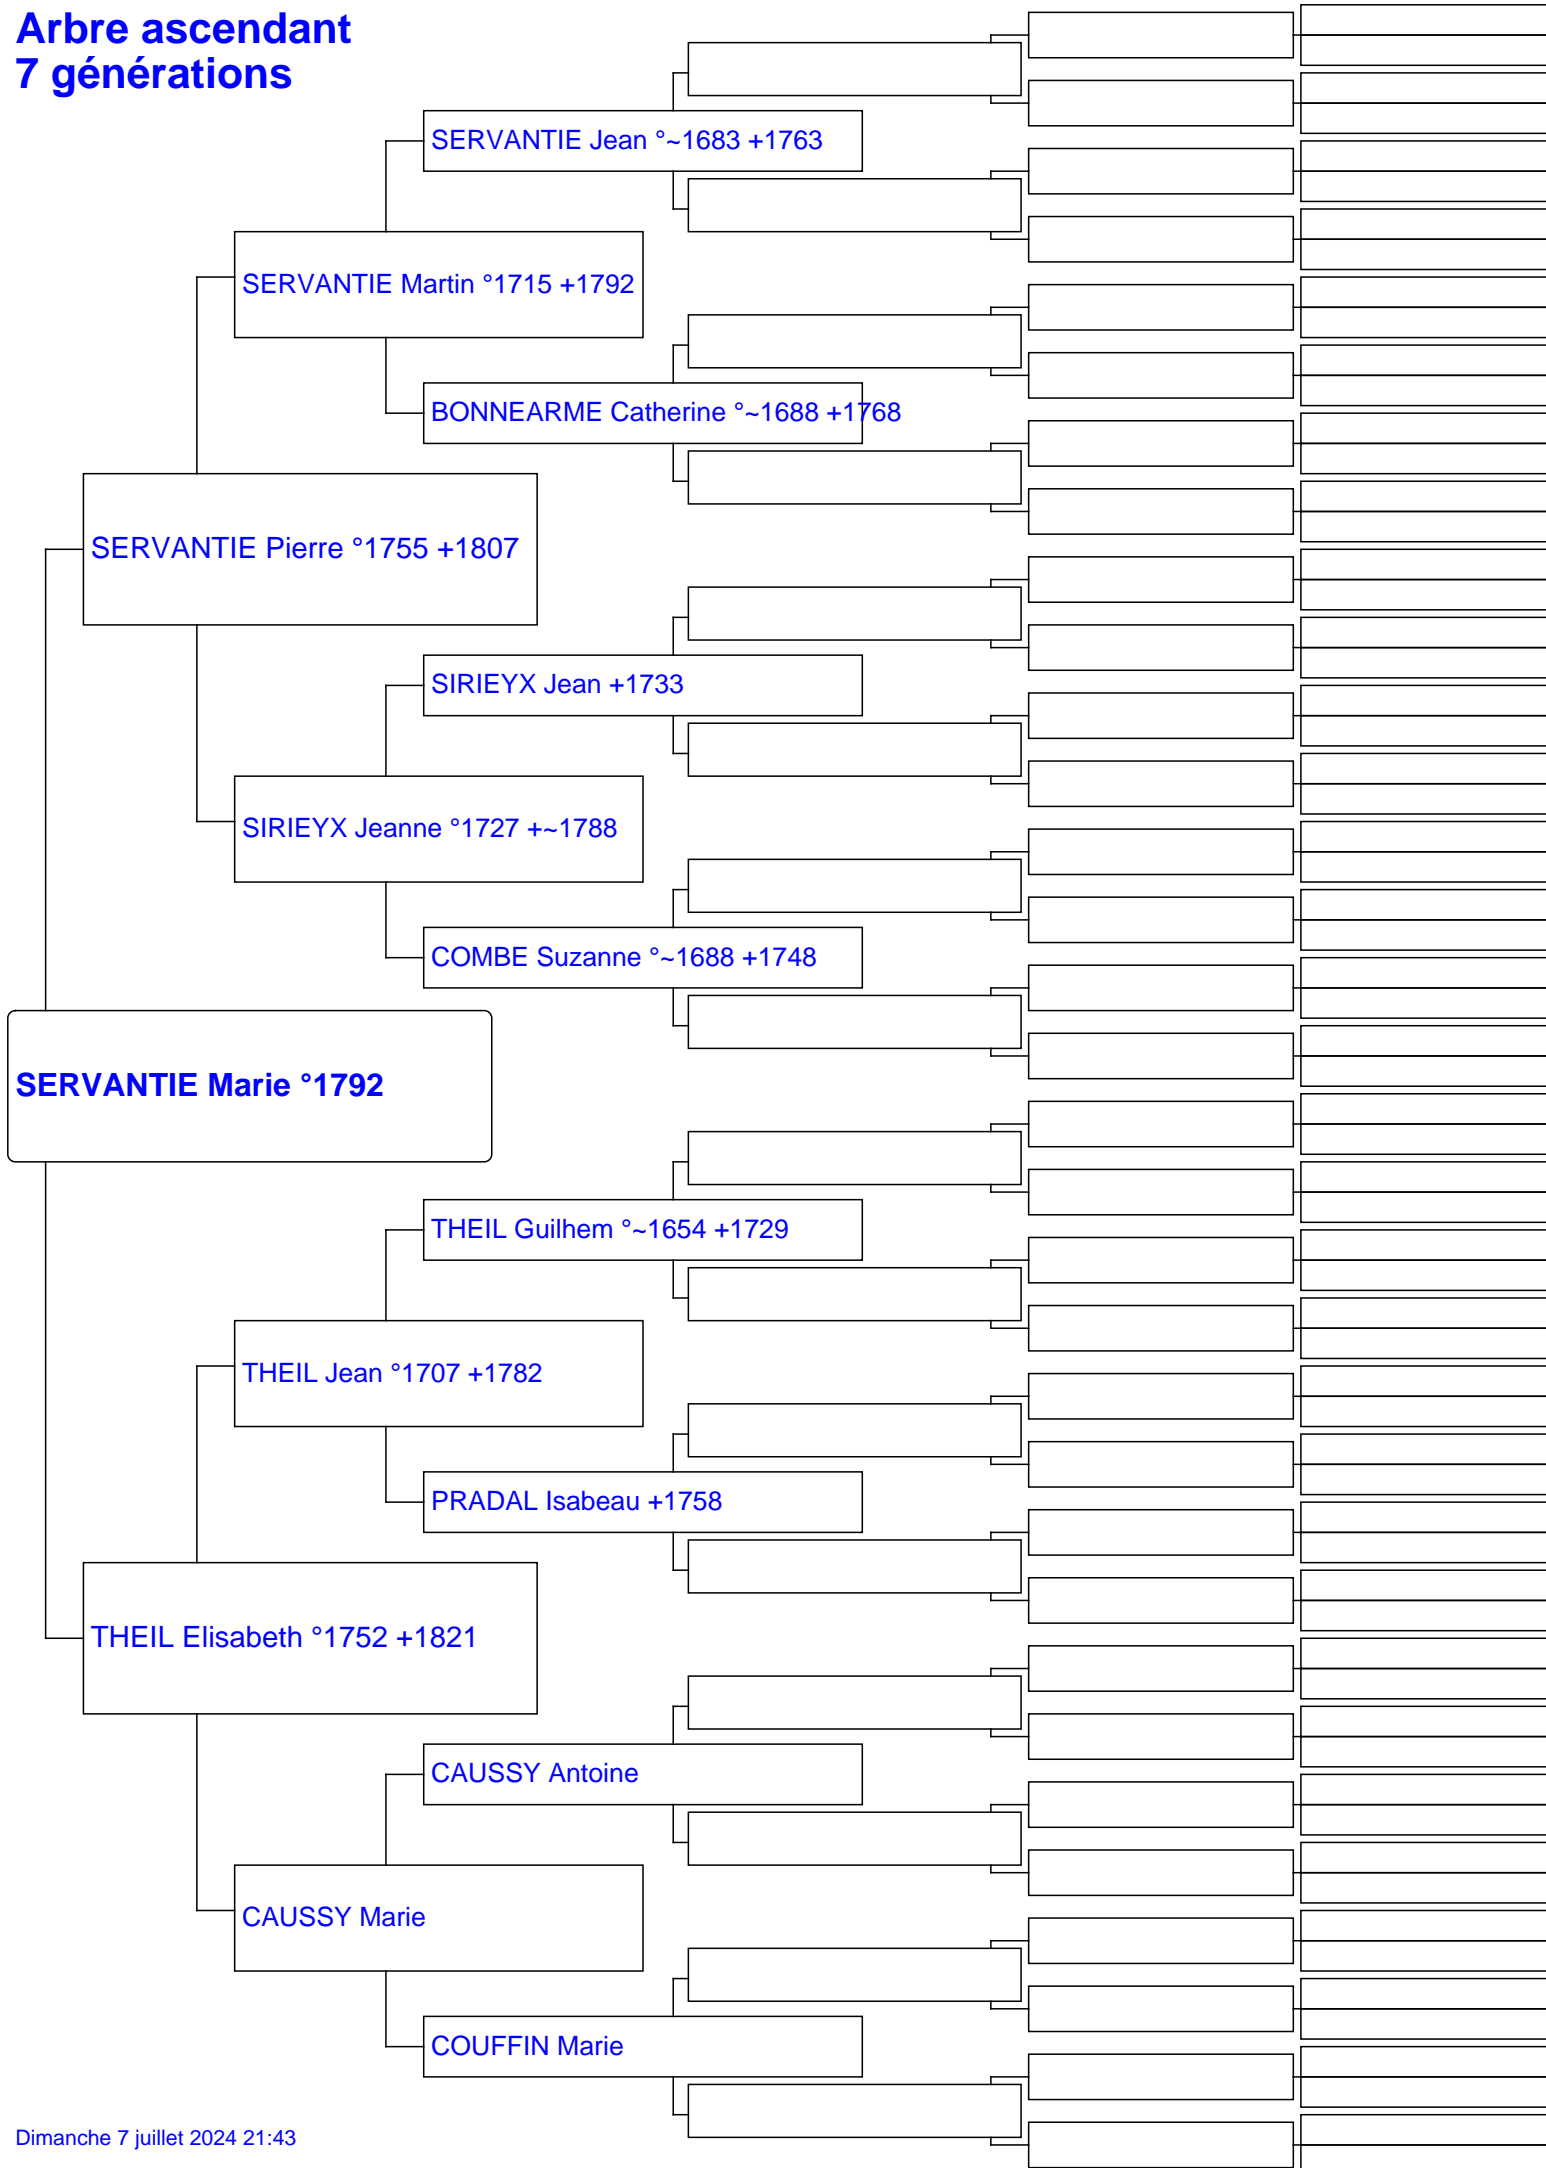 Arbre ascendant
7 générations
SERVANTIE Jean °~1683 +1763
SERVANTIE Martin °1715 +1792
BONNEARME Catherine °~1688 +1768
SERVANTIE Pierre °1755 +1807
SIRIEYX Jean +1733
SIRIEYX Jeanne °1727 +~1788
COMBE Suzanne °~1688 +1748
SERVANTIE Marie °1792
THEIL Guilhem °~1654 +1729
THEIL Jean °1707 +1782
PRADAL Isabeau +1758
THEIL Elisabeth °1752 +1821
CAUSSY Antoine
CAUSSY Marie
COUFFIN Marie
Dimanche 7 juillet 2024 21:43